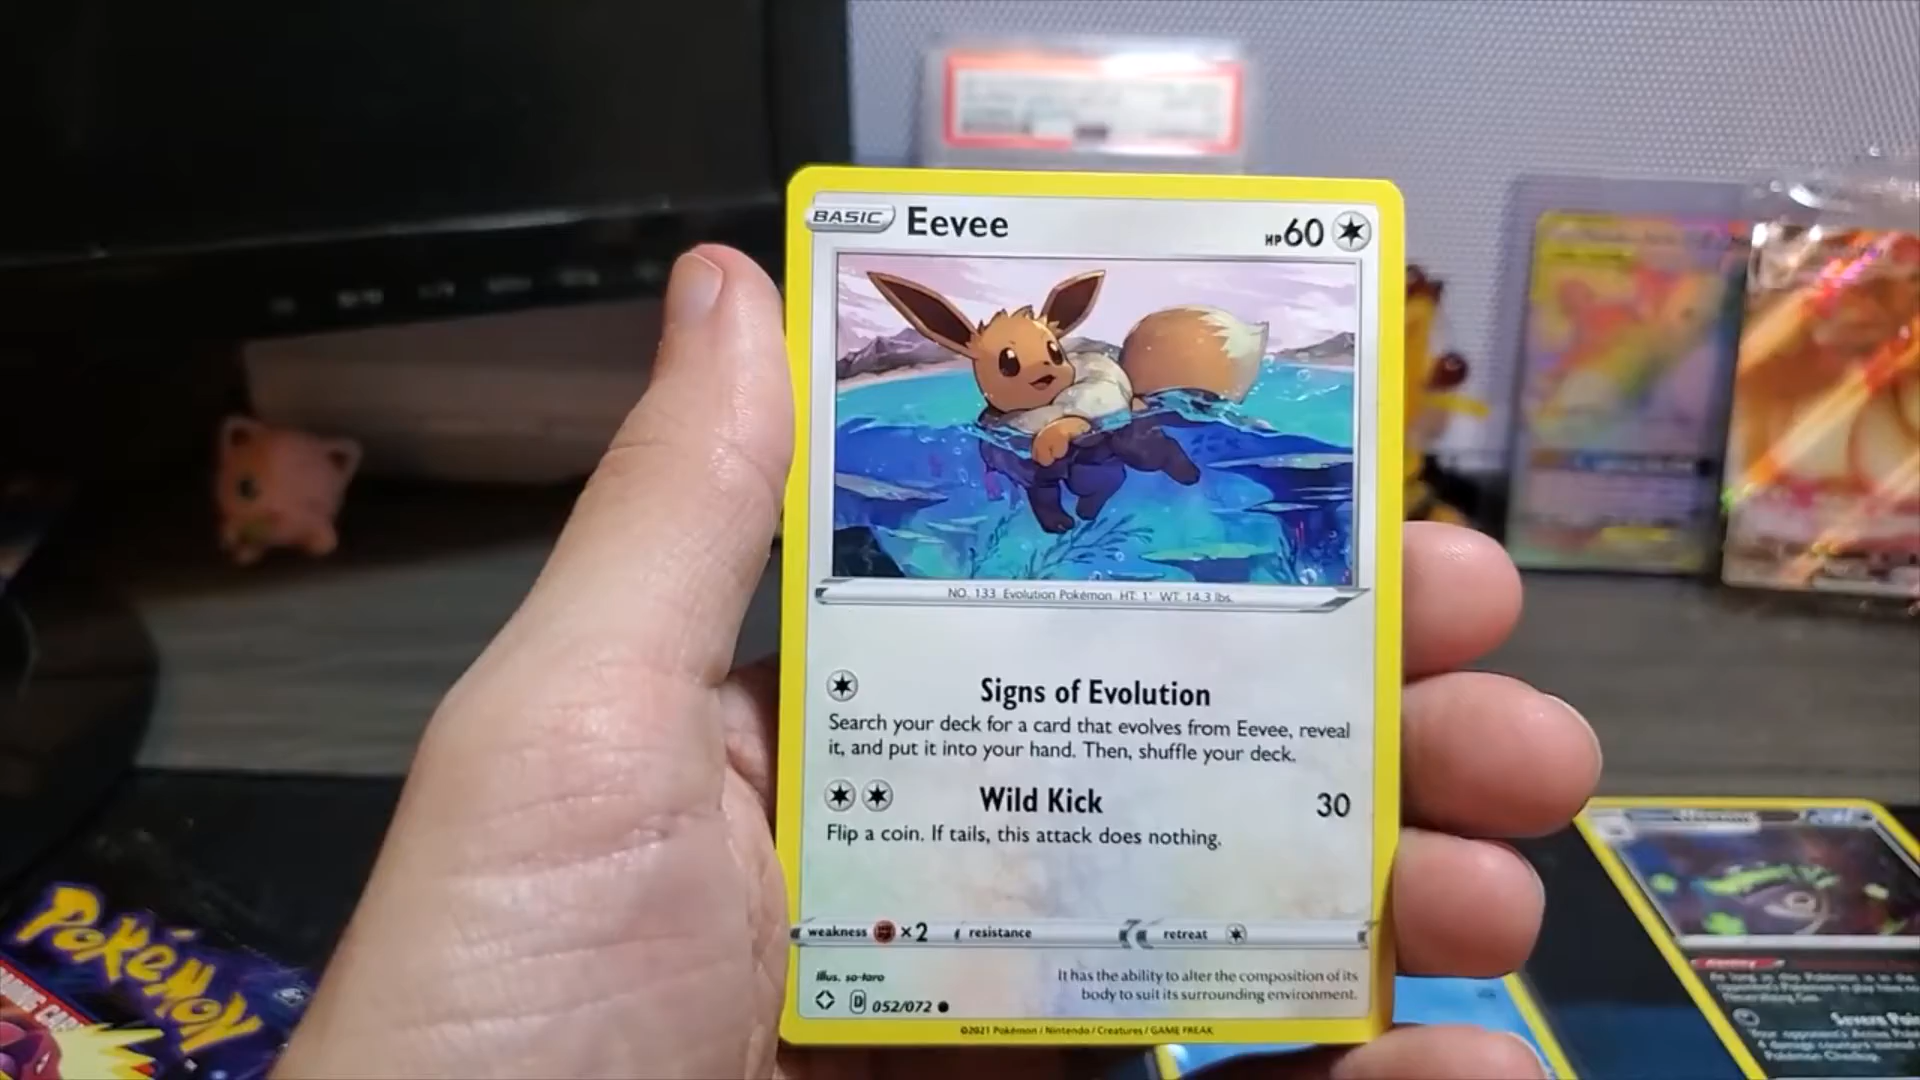 BASIC Eevee HP60
NO. 133 Evolution Pokémon HT: 1' WT: 14.3 lbs.
Signs of Evolution
Search your deck for a card that evolves from Eevee, reveal
it, and put it into your hand. Then, shuffle your deck.
Wild Kick 30
Flip a coin. If tails, this attack does nothing.
weakness ×2 resistance retreat
Illus. so-taro
It has the ability to alter the composition of its
body to suit its surrounding environment.
D 052/072
©2021 Pokémon / Nintendo / Creatures / GAME FREAK
POKéMON